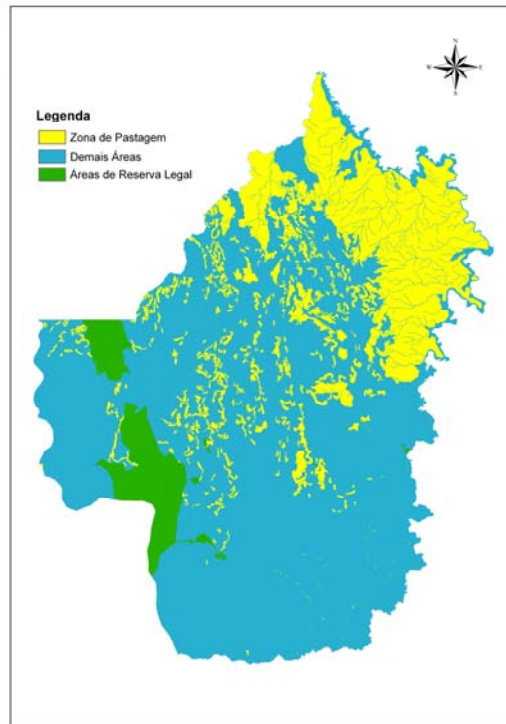 N
W E
S
Legenda
Zona de Pastagem
Demais Áreas
Áreas de Reserva Legal